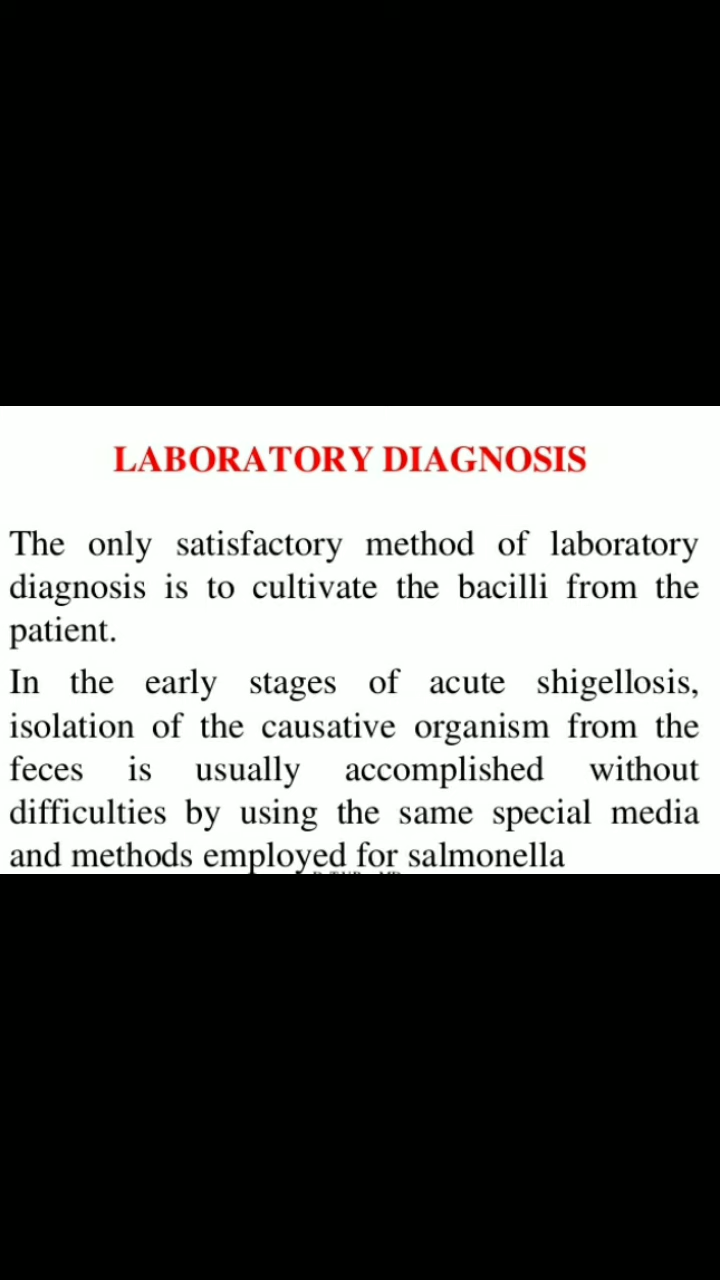 LABORATORY DIAGNOSIS
The only satisfactory method of laboratory
diagnosis is to cultivate the bacilli from the
patient.
In the early stages of acute shigellosis,
isolation of the causative organism from the
feces is usually accomplished without
difficulties by using the same special media
and methods employed for salmonella